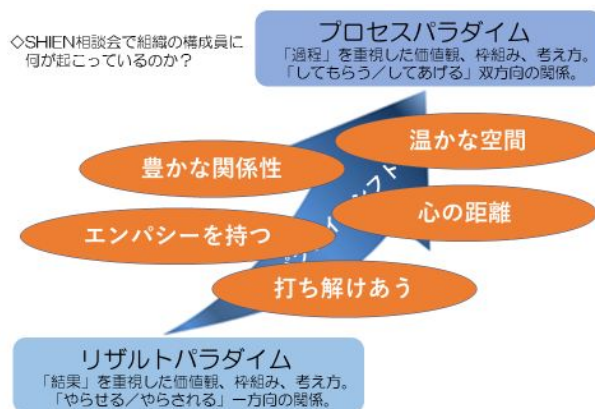 ◇SHIEN相談会で組織の構成員に
何が起こっているのか？
プロセスパラダイム
「過程」を重視した価値観、枠組み、考え方。
「してもらう／してあげる」双方向の関係。
温かな空間
豊かな関係性
心の距離
エンパシーを持つ
打ち解けあう
リザルトパラダイム
「結果」を重視した価値観、枠組み、考え方。
「やらせる／やらされる」一方向の関係。